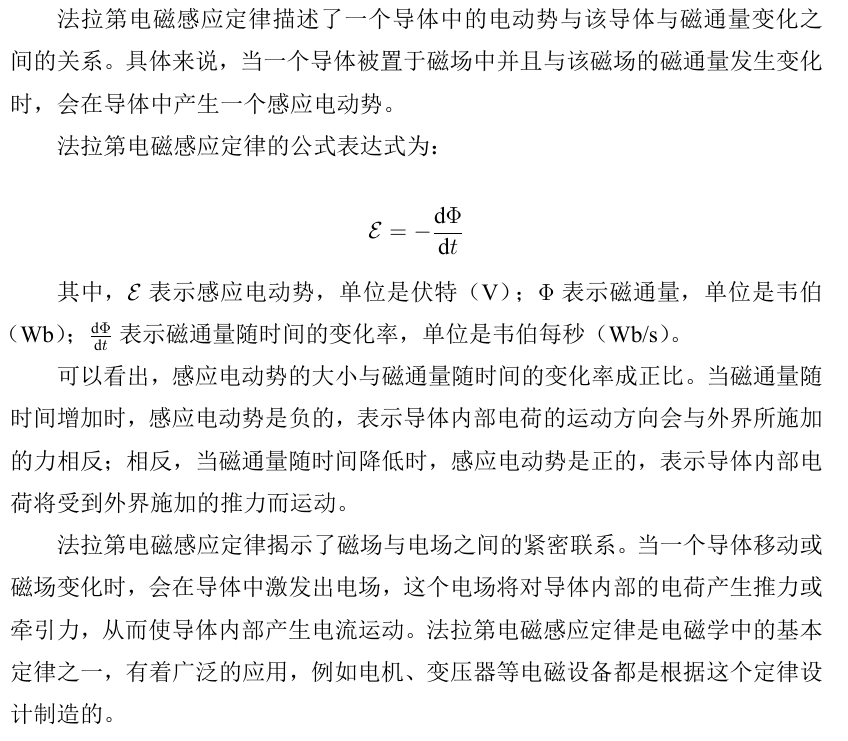 法拉第电磁感应定律描述了一个导体中的电动势与该导体与磁通量变化之
间的关系。具体来说，当一个导体被置于磁场中并且与该磁场的磁通量发生变化
时，会在导体中产生一个感应电动势。
法拉第电磁感应定律的公式表达式为：
ℰ = −dΦ/dt
其中，ℰ 表示感应电动势，单位是伏特（V）；Φ 表示磁通量，单位是韦伯
（Wb）；dΦ/dt 表示磁通量随时间的变化率，单位是韦伯每秒（Wb/s）。
可以看出，感应电动势的大小与磁通量随时间的变化率成正比。当磁通量随
时间增加时，感应电动势是负的，表示导体内部电荷的运动方向会与外界所施加
的力相反；相反，当磁通量随时间降低时，感应电动势是正的，表示导体内部电
荷将受到外界施加的推力而运动。
法拉第电磁感应定律揭示了磁场与电场之间的紧密联系。当一个导体移动或
磁场变化时，会在导体中激发出电场，这个电场将对导体内部的电荷产生推力或
牵引力，从而使导体内部产生电流运动。法拉第电磁感应定律是电磁学中的基本
定律之一，有着广泛的应用，例如电机、变压器等电磁设备都是根据这个定律设
计制造的。